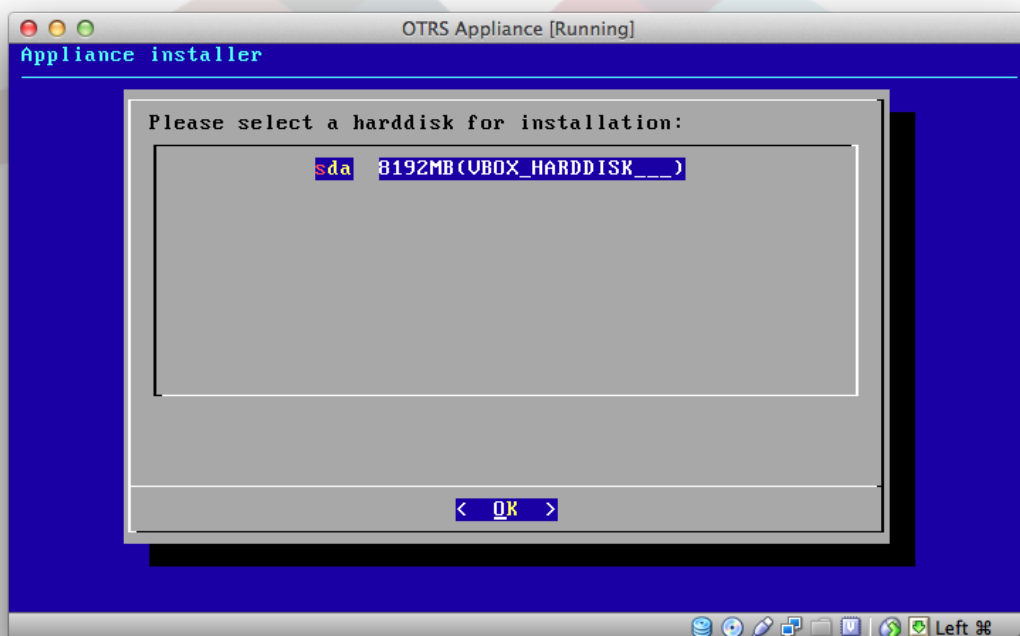 OTRS Appliance [Running]
Appliance installer
Please select a harddisk for installation:
sda 8192MB(VBOX_HARDDISK___)
< OK >
Left ⌘